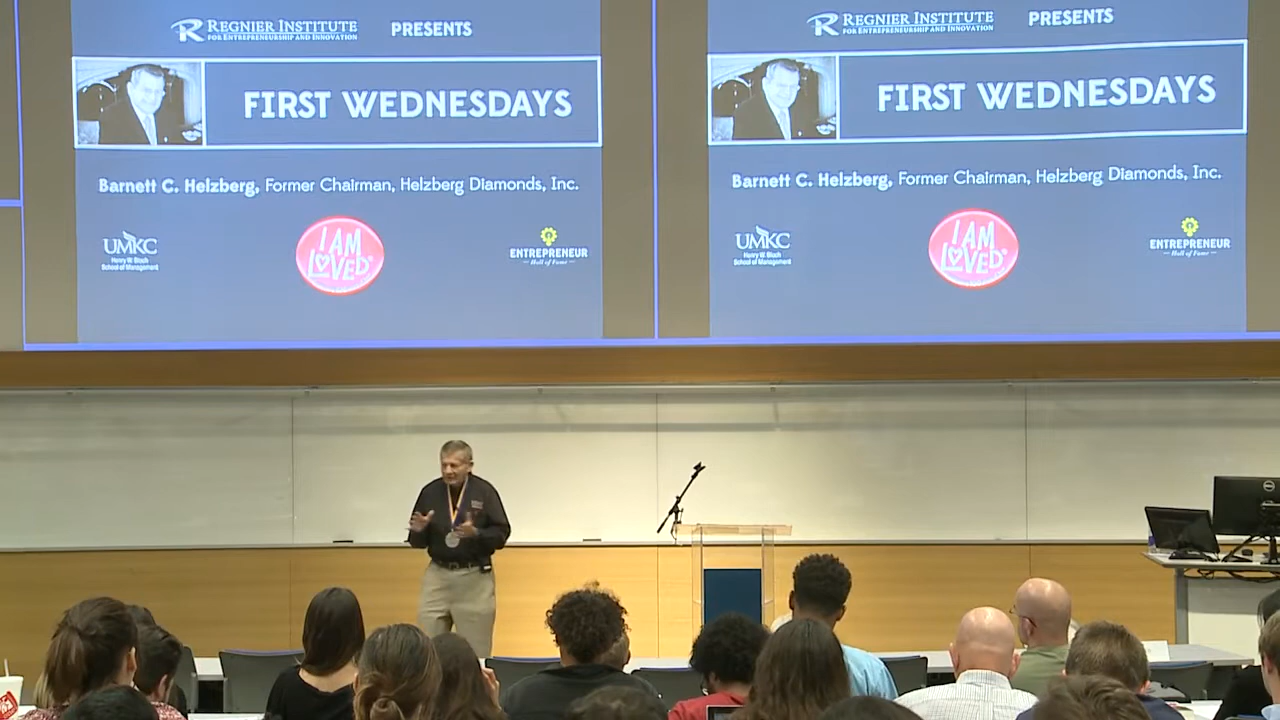 REGNIER INSTITUTE PRESENTS
FOR ENTREPRENEURSHIP AND INNOVATION
FIRST WEDNESDAYS
Barnett C. Helzberg, Former Chairman, Helzberg Diamonds, Inc.
UMKC
Henry W. Bloch
School of Management
I AM
LOVED
ENTREPRENEUR
Hall of Fame
REGNIER INSTITUTE PRESENTS
FOR ENTREPRENEURSHIP AND INNOVATION
FIRST WEDNESDAYS
Barnett C. Helzberg, Former Chairman, Helzberg Diamonds, Inc.
UMKC
Henry W. Bloch
School of Management
I AM
LOVED
ENTREPRENEUR
Hall of Fame
DELL